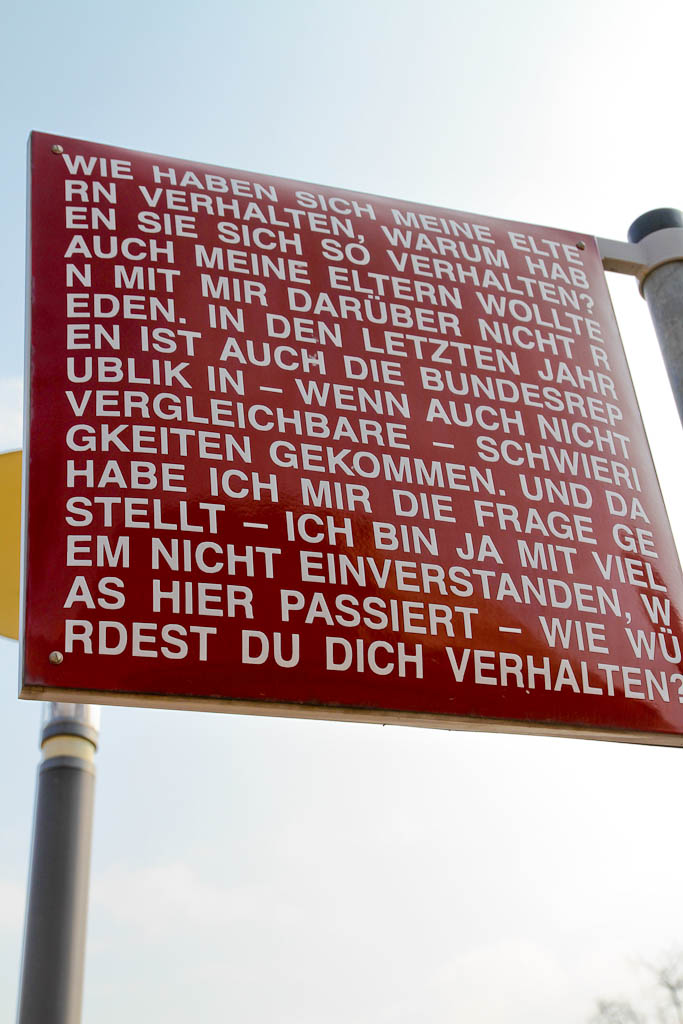 WIE HABEN SICH MEINE ELTE
RN VERHALTEN, WARUM HAB
EN SIE SICH SO VERHALTEN?
AUCH MEINE ELTERN WOLLTE
N MIT MIR DARÜBER NICHT R
EDEN. IN DEN LETZTEN JAHR
EN IST AUCH DIE BUNDESREP
UBLIK IN – WENN AUCH NICHT
VERGLEICHBARE – SCHWIERI
GKEITEN GEKOMMEN. UND DA
HABE ICH MIR DIE FRAGE GE
STELLT – ICH BIN JA MIT VIEL
EM NICHT EINVERSTANDEN, W
AS HIER PASSIERT – WIE WÜ
RDEST DU DICH VERHALTEN?